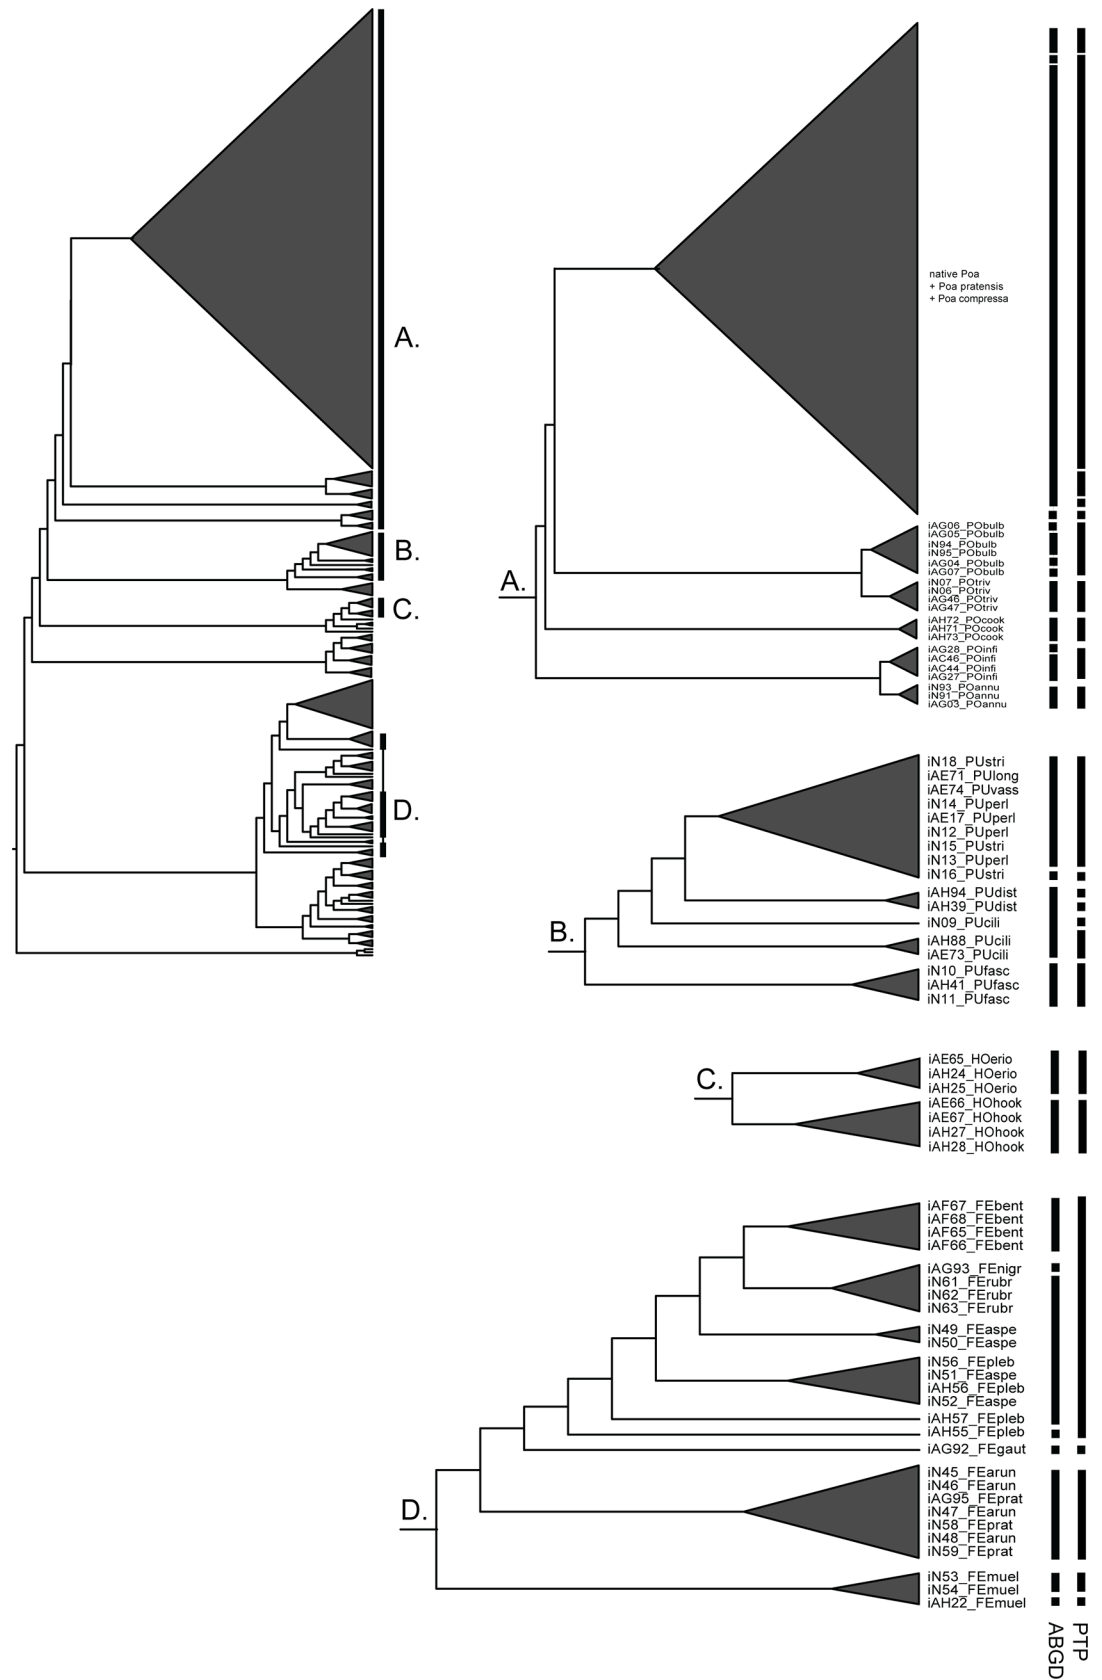 A.
B.
C.
D.
A.
native Poa
+ Poa pratensis
+ Poa compressa
iAG06_PObulb
iAG05_PObulb
iN94_PObulb
iN95_PObulb
iAG04_PObulb
iAG07_PObulb
iN07_POtriv
iN06_POtriv
iAG46_POtriv
iAG47_POtriv
iAH72_POcook
iAH71_POcook
iAH73_POcook
iAG28_POinfi
iAC46_POinfi
iAC44_POinfi
iAG27_POinfi
iN93_POannu
iN91_POannu
iAG03_POannu
B.
iN18_PUstri
iAE71_PUlong
iAE74_PUvass
iN14_PUperl
iAE17_PUperl
iN12_PUperl
iN15_PUstri
iN13_PUperl
iN16_PUstri
iAH94_PUdist
iAH39_PUdist
iN09_PUcili
iAH88_PUcili
iAE73_PUcili
iN10_PUfasc
iAH41_PUfasc
iN11_PUfasc
C.
iAE65_HOerio
iAH24_HOerio
iAH25_HOerio
iAE66_HOhook
iAE67_HOhook
iAH27_HOhook
iAH28_HOhook
D.
iAF67_FEbent
iAF68_FEbent
iAF65_FEbent
iAF66_FEbent
iAG93_FEnigr
iN61_FErubr
iN62_FErubr
iN63_FErubr
iN49_FEaspe
iN50_FEaspe
iN56_FEpleb
iN51_FEaspe
iAH56_FEpleb
iN52_FEaspe
iAH57_FEpleb
iAH55_FEpleb
iAG92_FEgaut
iN45_FEarun
iN46_FEarun
iAG95_FEprat
iN47_FEarun
iN58_FEprat
iN48_FEarun
iN59_FEprat
iN53_FEmuel
iN54_FEmuel
iAH22_FEmuel
ABGD
PTP